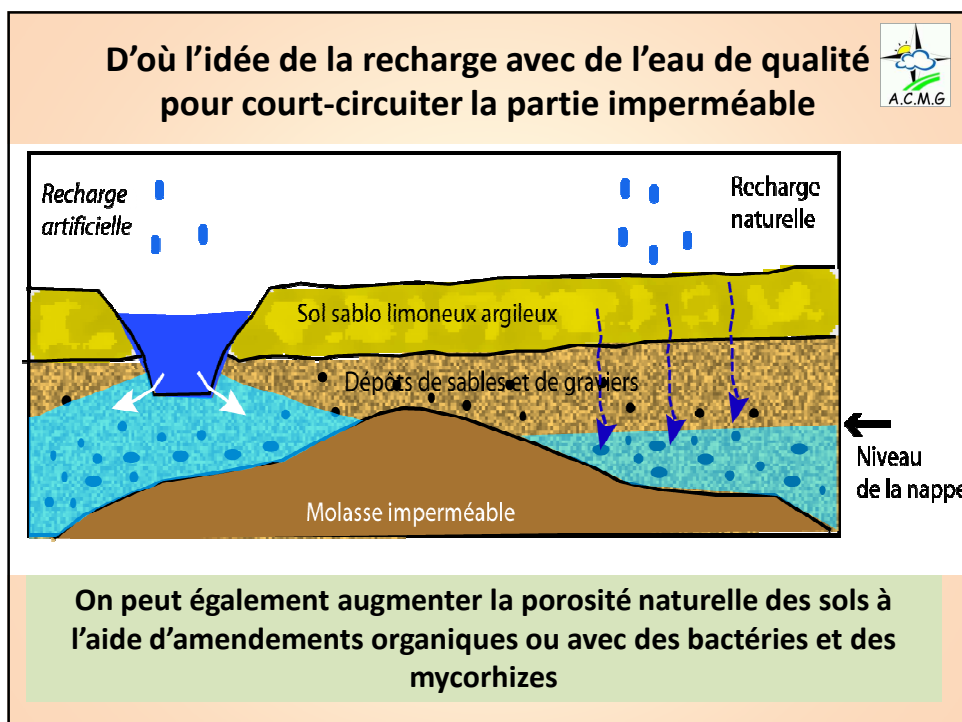 D’où l’idée de la recharge avec de l’eau de qualité
pour court-circuiter la partie imperméable
A.C.M.G
Recharge
artificielle
Recharge
naturelle
Sol sablo limoneux argileux
Dépôts de sables et de graviers
Niveau
de la nappe
Molasse imperméable
On peut également augmenter la porosité naturelle des sols à
l’aide d’amendements organiques ou avec des bactéries et des
mycorhizes